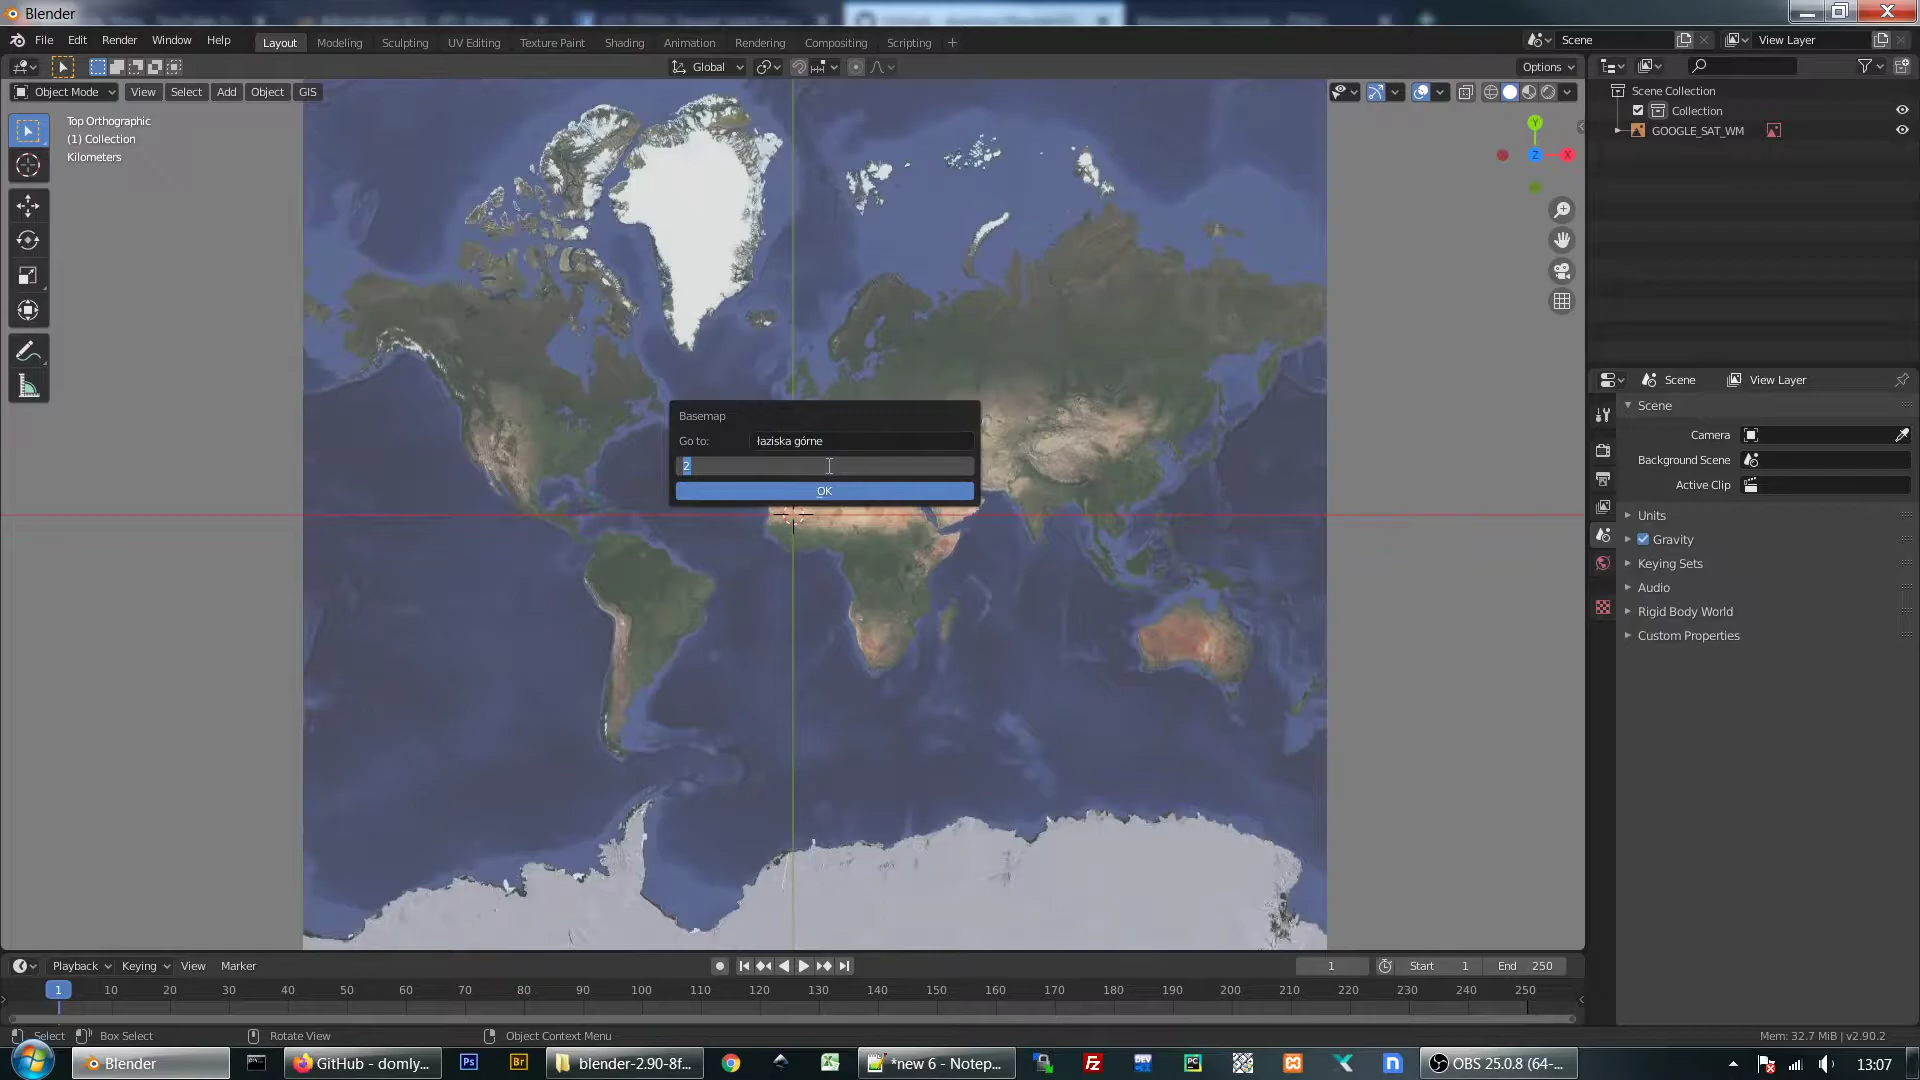 Blender
File Edit Render Window Help
Layout Modeling Sculpting UV Editing Texture Paint Shading Animation Rendering Compositing Scripting
Scene View Layer
Global
Options
Object Mode View Select Add Object GIS
Top Orthographic
(1) Collection
Kilometers
Y
Z
X
Scene Collection
Collection
GOOGLE_SAT_WM
Basemap
Go to: łaziska górne
2
OK
Scene View Layer
Scene
Camera
Background Scene
Active Clip
Units
Gravity
Keying Sets
Audio
Rigid Body World
Custom Properties
Playback Keying View Marker
1 Start 1 End 250
1 10 20 30 40 50 60 70 80 90 100 110 120 130 140 150 160 170 180 190 200 210 220 230 240 250
Select Box Select Rotate View Object Context Menu
Mem: 32.7 MiB | v2.90.2
Blender GitHub - domly... Ps Br blender-2.90-8f... *new 6 - Notep... Fz DEV PC n OBS 25.0.8 (64-... 13:07